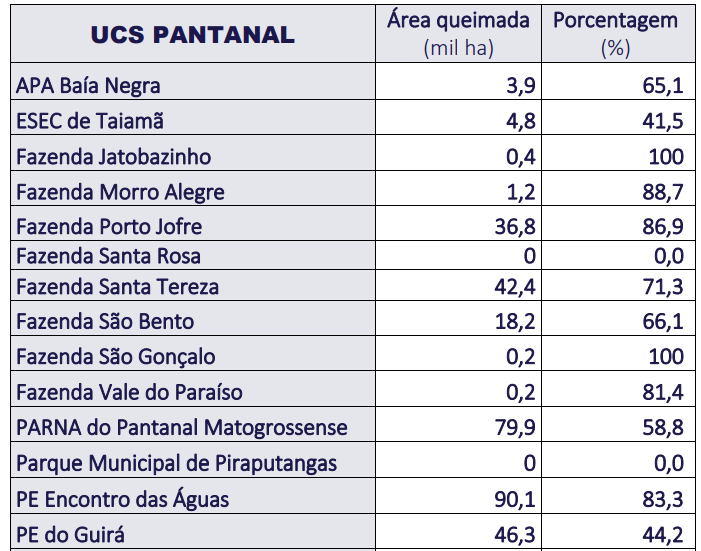 UCS PANTANAL Área queimada (mil ha) Porcentagem (%)
APA Baía Negra 3,9 65,1
ESEC de Taiamã 4,8 41,5
Fazenda Jatobazinho 0,4 100
Fazenda Morro Alegre 1,2 88,7
Fazenda Porto Jofre 36,8 86,9
Fazenda Santa Rosa 0 0,0
Fazenda Santa Tereza 42,4 71,3
Fazenda São Bento 18,2 66,1
Fazenda São Gonçalo 0,2 100
Fazenda Vale do Paraíso 0,2 81,4
PARNA do Pantanal Matogrossense 79,9 58,8
Parque Municipal de Piraputangas 0 0,0
PE Encontro das Águas 90,1 83,3
PE do Guirá 46,3 44,2